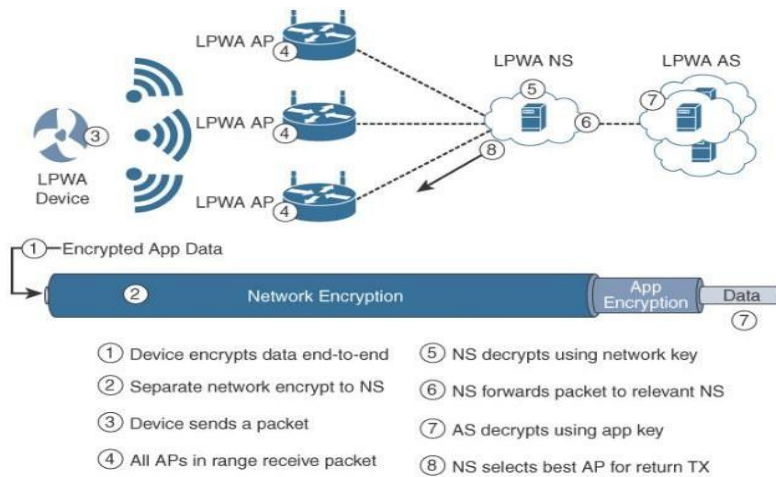 LPWA AP
4
LPWA NS
LPWA AS
5
7
3
LPWA AP
4
6
8
LPWA
Device
LPWA AP
4
1 Encrypted App Data
2 Network Encryption
App
Encryption
Data
7
1 Device encrypts data end-to-end
2 Separate network encrypt to NS
3 Device sends a packet
4 All APs in range receive packet
5 NS decrypts using network key
6 NS forwards packet to relevant NS
7 AS decrypts using app key
8 NS selects best AP for return TX